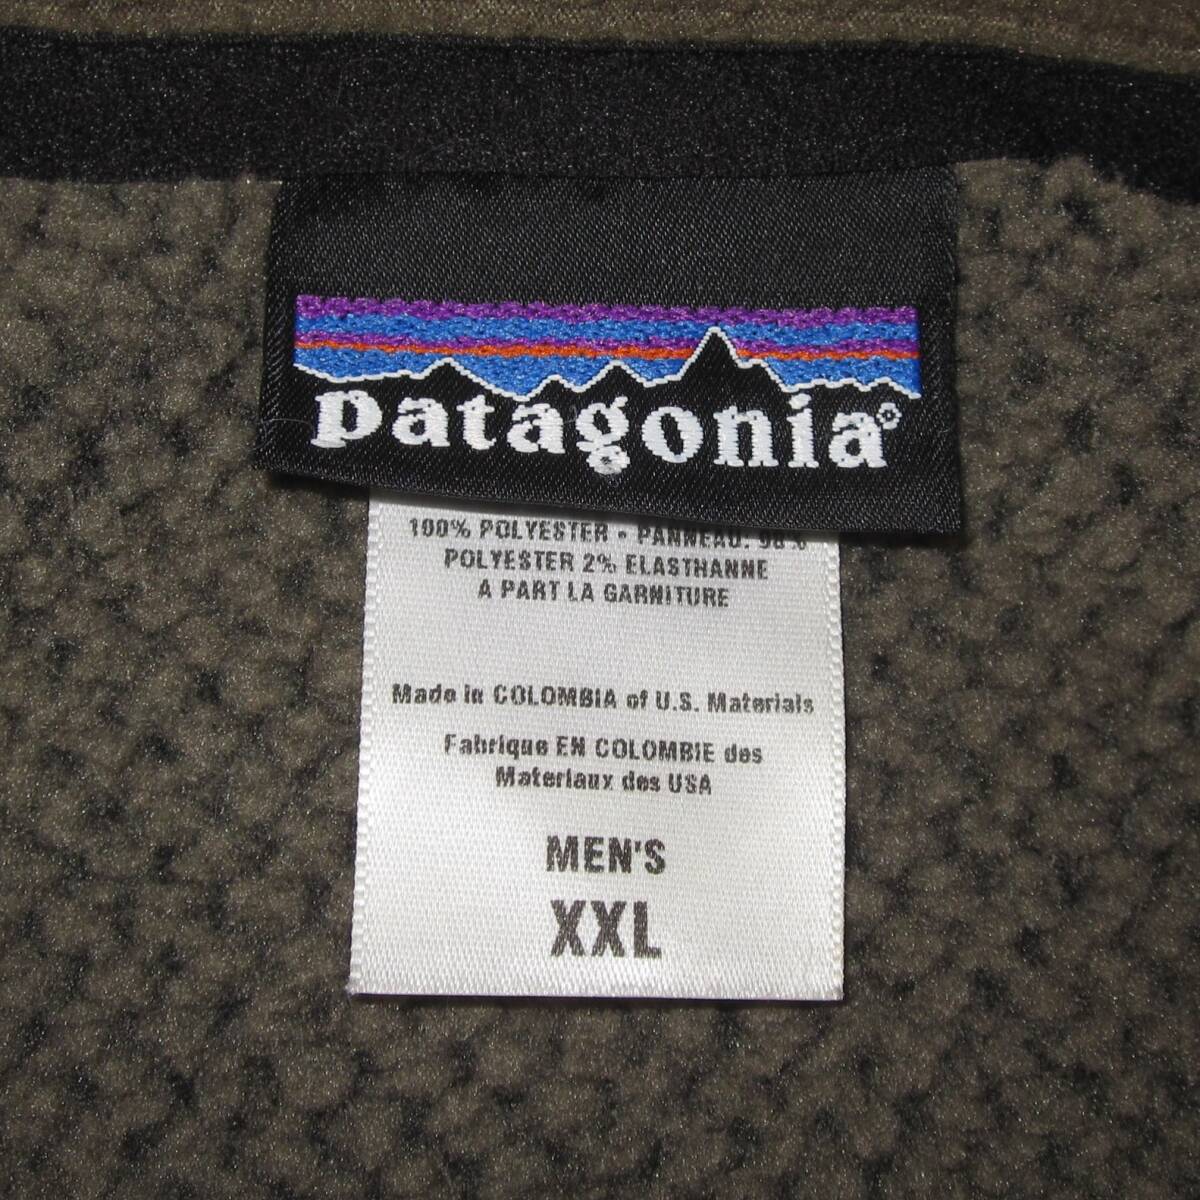 patagonia®
100% POLYESTER • PANNEAU: 98%
POLYESTER 2% ELASTHANNE
A PART LA GARNITURE
Made in COLOMBIA of U.S. Materials
Fabrique EN COLOMBIE des
Materiaux des USA
MEN'S
XXL